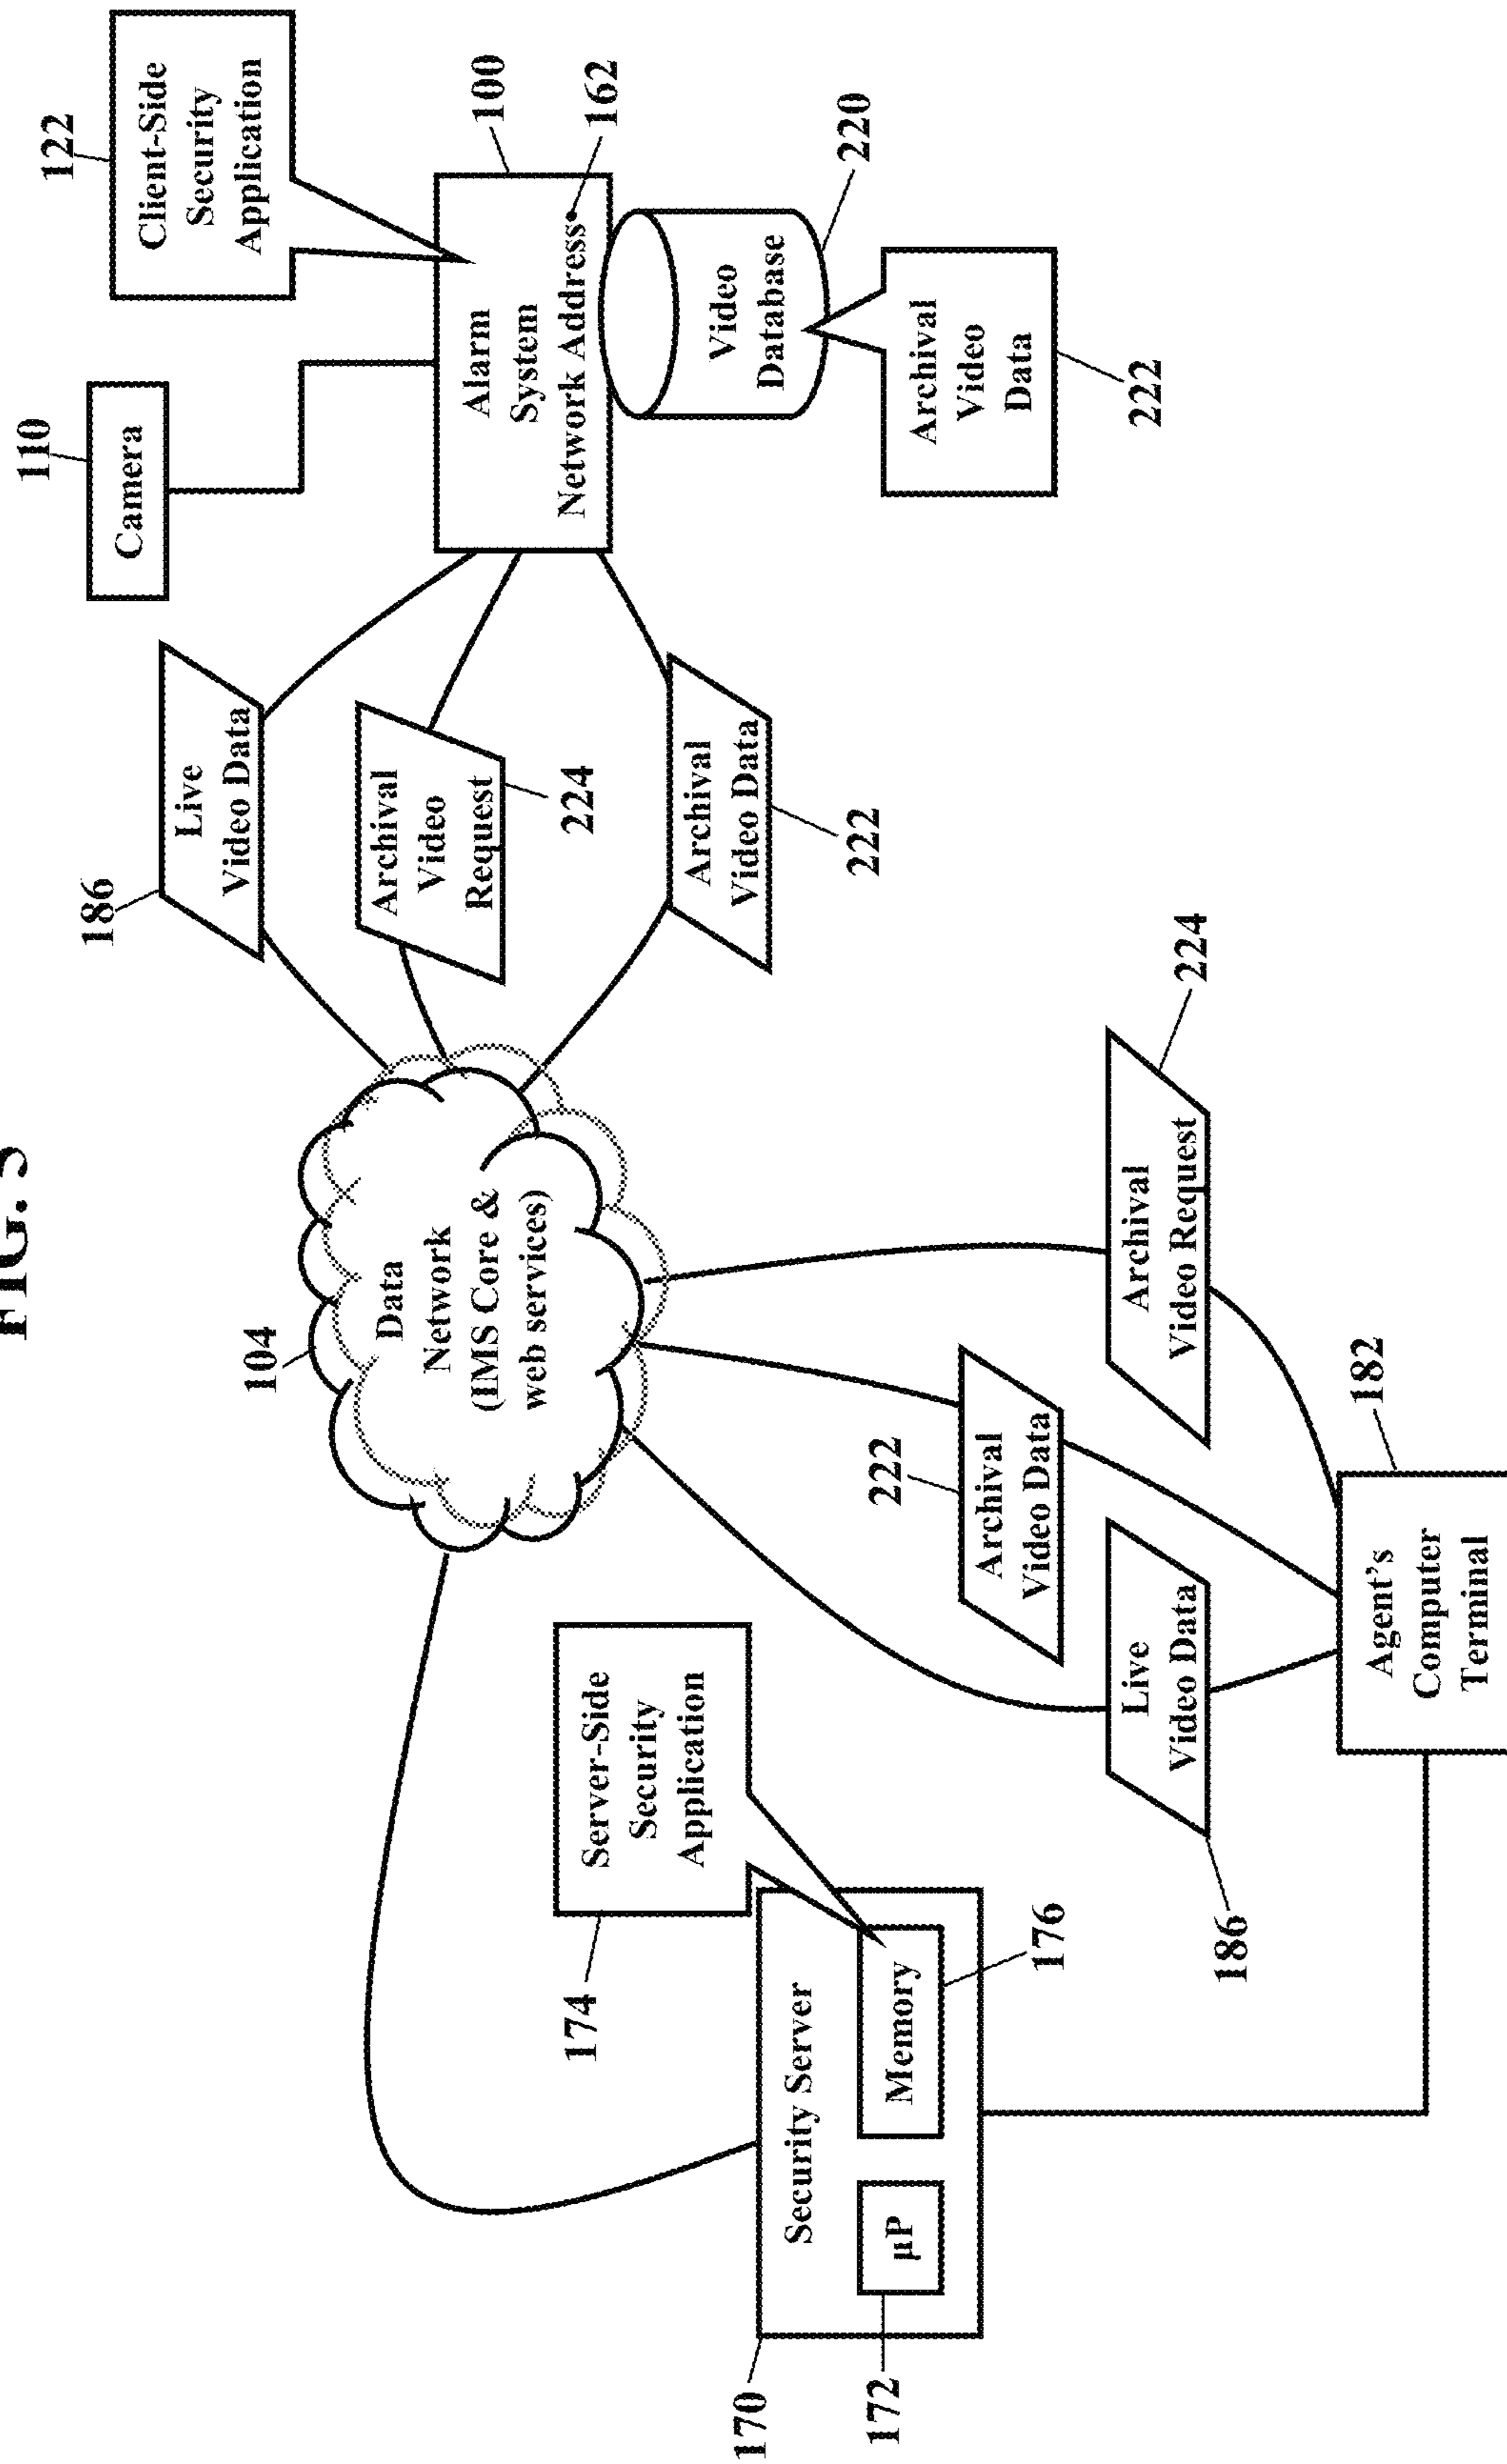 FIG.
110
122
Camera
Client-Side
Security
Application
186
Live
Video Data
104
Data
Network
(IMS Core &
web services)
Archival
Video
Request
224
Alarm
System
Network Address
100
162
174
Server-Side
Security
Application
Archival
Video Data
222
Video
Database
220
170
Security Server
172
µP
Memory
176
222
Archival
Video Data
Archival
Video
Data
222
186
Live
Video Data
Archival
Video Request
224
182
Agent's
Computer
Terminal